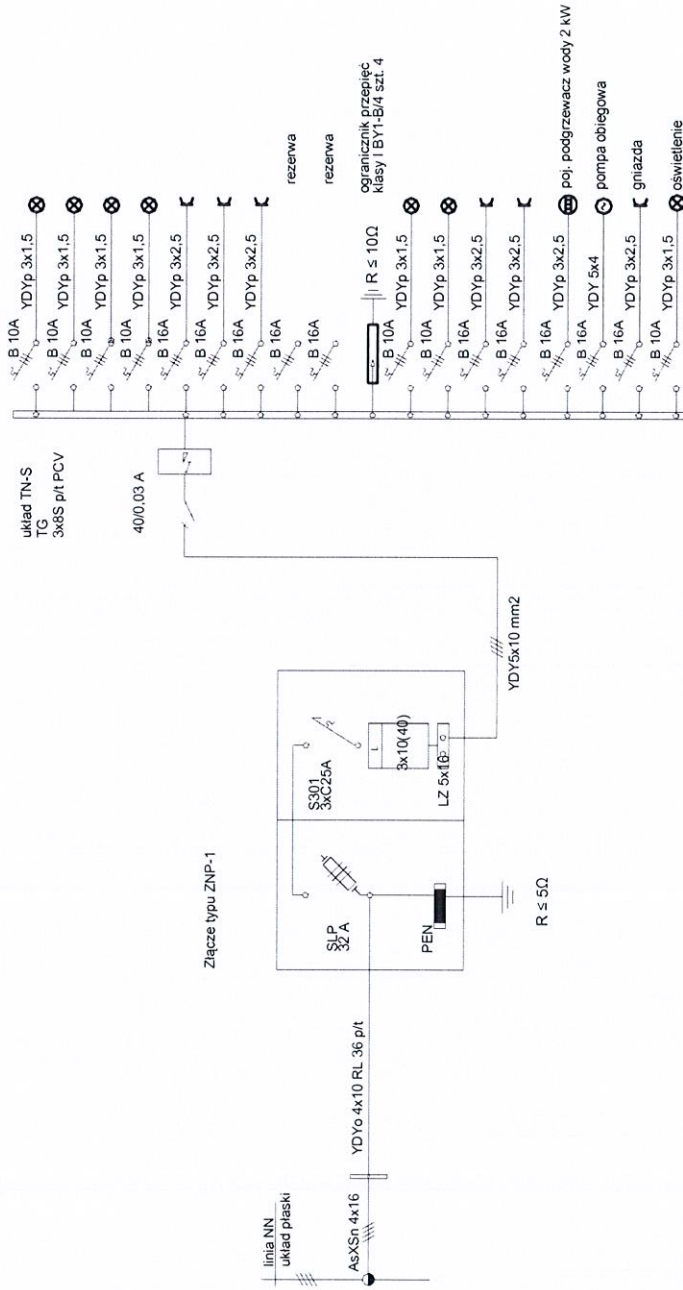 linia NN
układ płaski
AsXSn 4x16
YDYo 4x10 RL 36 p/t
Złącze typu ZNP-1
SLP
32 A
PEN
R ≤ 5Ω
S301
3xC25A
L
3x10(40)
LZ 5x16
YDY5x10 mm2
układ TN-S
TG
3x8S p/t PCV
40/0,03 A
B 10A YDYp 3x1,5
B 10A YDYp 3x1,5
B 10A YDYp 3x1,5
B 10A YDYp 3x1,5
B 16A YDYp 3x2,5
B 16A YDYp 3x2,5
B 16A YDYp 3x2,5
B 16A rezerwa
B 16A rezerwa
R ≤ 10Ω
ogranicznik przepięć
klasy I BY1-B/4 szt. 4
B 10A YDYp 3x1,5
B 10A YDYp 3x1,5
B 16A YDYp 3x2,5
B 16A YDYp 3x2,5
B 16A YDYp 3x2,5 poj. podgrzewacz wody 2 kW
B 16A YDY 5x4 pompa obiegowa
B 16A YDYp 3x2,5 gniazda
B 10A YDYp 3x1,5 oświetlenie